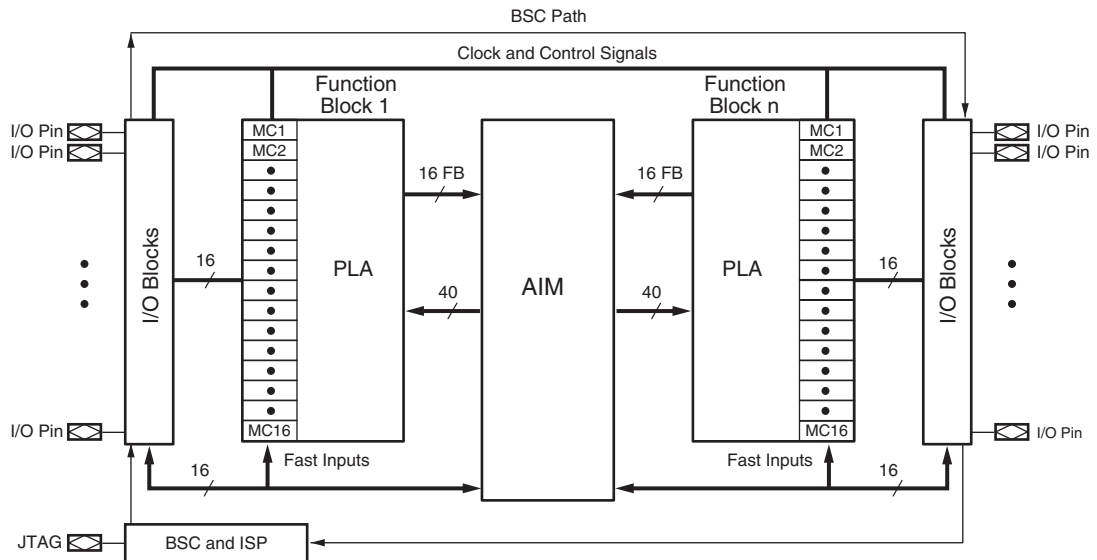 BSC Path
Clock and Control Signals
Function
Block 1
Function
Block n
I/O Pin
I/O Pin
MC1
MC2
MC1
MC2
I/O Pin
I/O Pin
16 FB
16 FB
I/O Blocks
16
PLA
AIM
PLA
16
I/O Blocks
40
40
I/O Pin
MC16
MC16
I/O Pin
16
Fast Inputs
Fast Inputs
16
JTAG
BSC and ISP